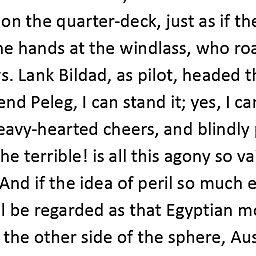 on the quarter-deck, just as if the
he hands at the windlass, who roa
s. Lank Bildad, as pilot, headed th
end Peleg, I can stand it; yes, I can
eavy-hearted cheers, and blindly p
he terrible! is all this agony so vai
And if the idea of peril so much e
l be regarded as that Egyptian mo
the other side of the sphere, Aus